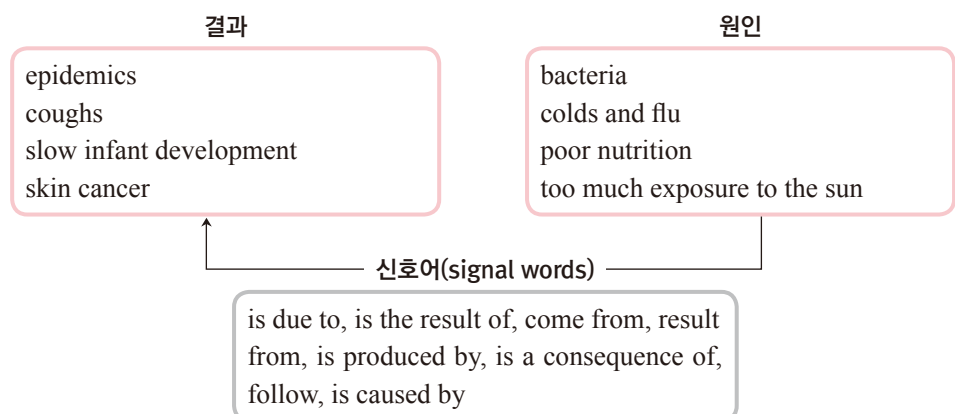 결과
epidemics
coughs
slow infant development
skin cancer
원인
bacteria
colds and flu
poor nutrition
too much exposure to the sun
신호어(signal words)
is due to, is the result of, come from, result
from, is produced by, is a consequence of,
follow, is caused by